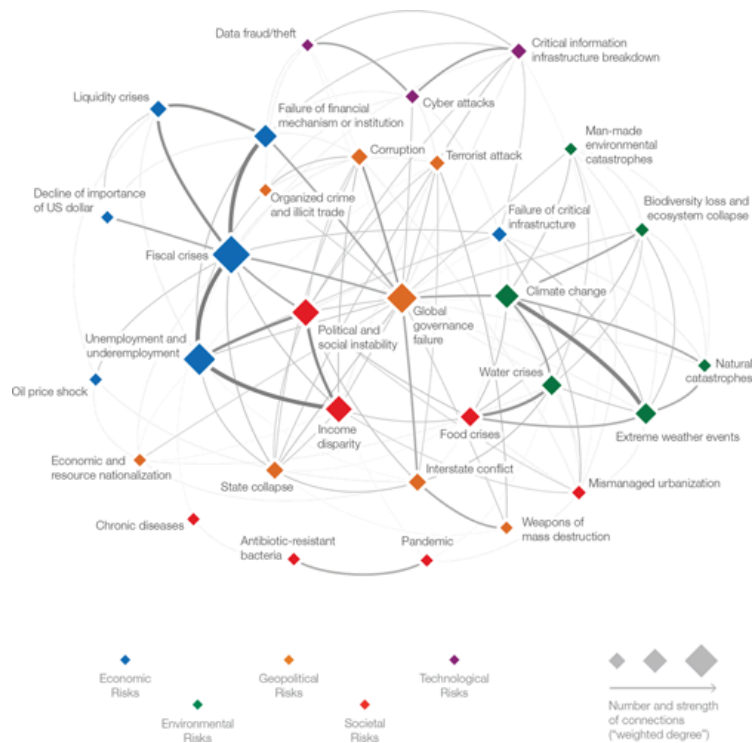 Data fraud/theft
Critical information
infrastructure breakdown
Liquidity crises
Failure of financial
mechanism or institution
Cyber attacks
Man-made
environmental
catastrophes
Corruption
Terrorist attack
Decline of importance
of US dollar
Organized crime
and illicit trade
Biodiversity loss and
ecosystem collapse
Failure of critical
infrastructure
Fiscal crises
Climate change
Global
governance
failure
Unemployment and
underemployment
Political and
social instability
Water crises
Natural
catastrophes
Oil price shock
Income
disparity
Food crises
Extreme weather events
Economic and
resource nationalization
State collapse
Interstate conflict
Mismanaged urbanization
Chronic diseases
Antibiotic-resistant
bacteria
Pandemic
Weapons of
mass destruction
Economic
Risks
Geopolitical
Risks
Technological
Risks
Environmental
Risks
Societal
Risks
Number and strength
of connections
("weighted degree")